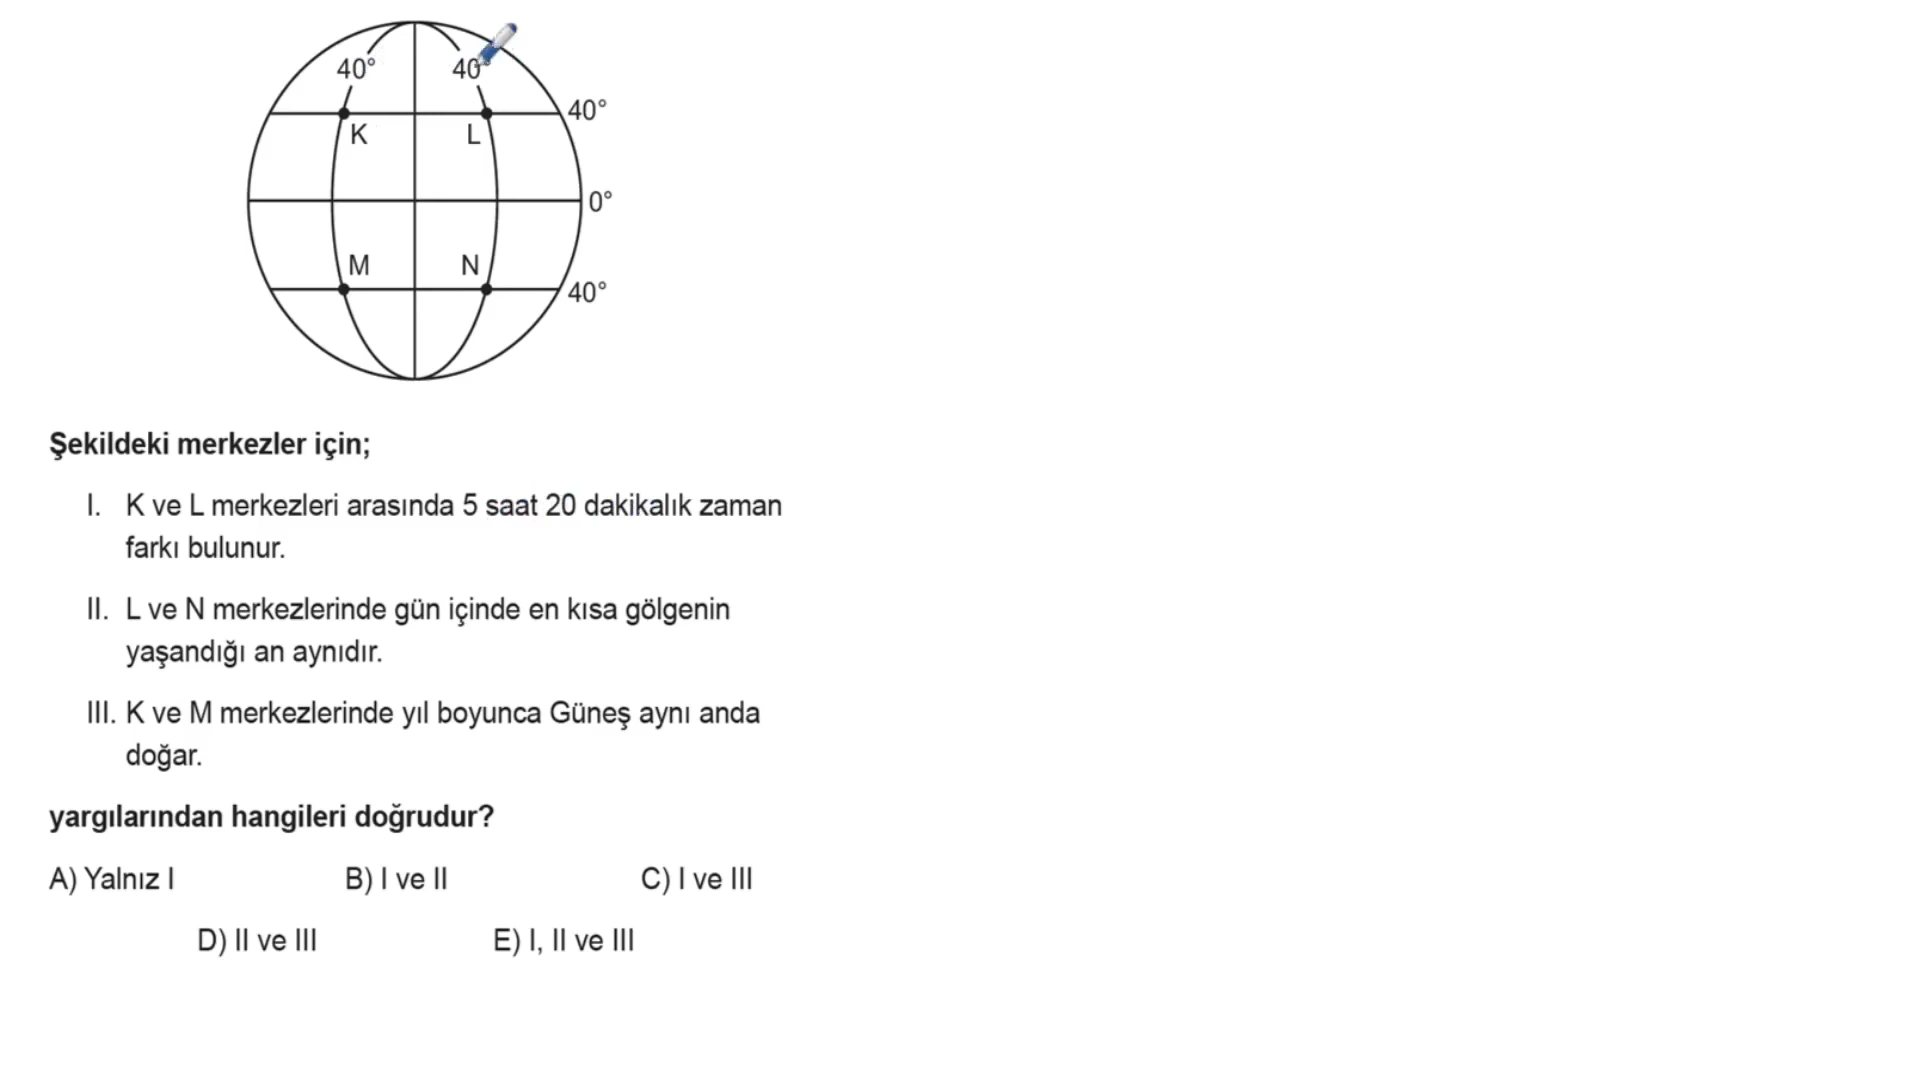 40° 40°
40°
K L
0°
M N
40°
Şekildeki merkezler için;
I. K ve L merkezleri arasında 5 saat 20 dakikalık zaman
farkı bulunur.
II. L ve N merkezlerinde gün içinde en kısa gölgenin
yaşandığı an aynıdır.
III. K ve M merkezlerinde yıl boyunca Güneş aynı anda
doğar.
yargılarından hangileri doğrudur?
A) Yalnız I B) I ve II C) I ve III
D) II ve III E) I, II ve III